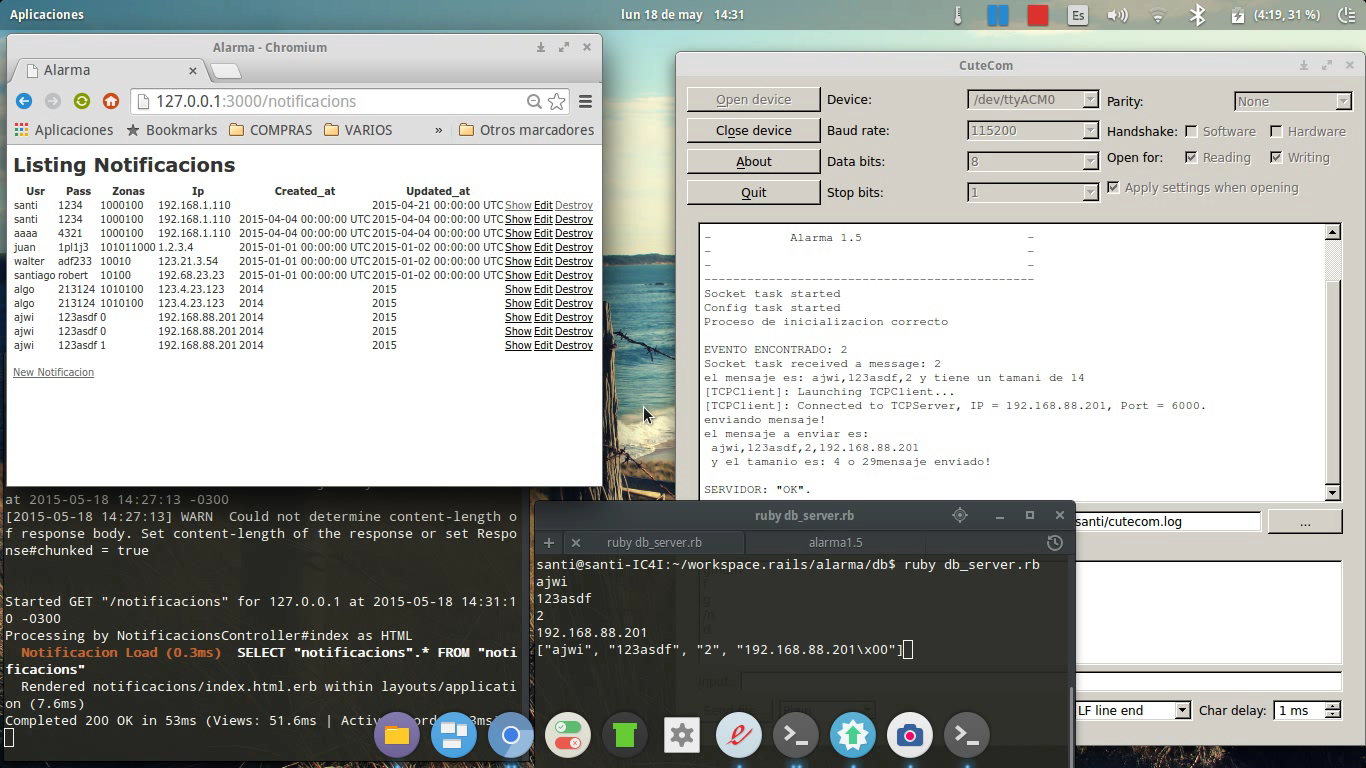 Aplicaciones
lun 18 de may 14:31
Es
(4:19, 31 %)
Alarma - Chromium
Alarma
127.0.0.1:3000/notificacions
Aplicaciones Bookmarks COMPRAS VARIOS » Otros marcadores
Listing Notificacions
Usr Pass Zonas Ip Created_at Updated_at
santi 1234 1000100 192.168.1.110 2015-04-21 00:00:00 UTC Show Edit Destroy
santi 1234 1000100 192.168.1.110 2015-04-04 00:00:00 UTC 2015-04-04 00:00:00 UTC Show Edit Destroy
aaaa 4321 1000100 192.168.1.110 2015-04-04 00:00:00 UTC 2015-04-04 00:00:00 UTC Show Edit Destroy
juan 1pl1j3 101011000 1.2.3.4 2015-01-01 00:00:00 UTC 2015-01-02 00:00:00 UTC Show Edit Destroy
walter adf233 10010 123.21.3.54 2015-01-01 00:00:00 UTC 2015-01-02 00:00:00 UTC Show Edit Destroy
santiago robert 10100 192.68.23.23 2015-01-01 00:00:00 UTC 2015-01-02 00:00:00 UTC Show Edit Destroy
algo 213124 1010100 123.4.23.123 2014 2015 Show Edit Destroy
algo 213124 1010100 123.4.23.123 2014 2015 Show Edit Destroy
ajwi 123asdf 0 192.168.88.201 2014 2015 Show Edit Destroy
ajwi 123asdf 0 192.168.88.201 2014 2015 Show Edit Destroy
ajwi 123asdf 1 192.168.88.201 2014 2015 Show Edit Destroy
New Notificacion
CuteCom
Open device Device: /dev/ttyACM0 Parity: None
Close device Baud rate: 115200 Handshake: Software Hardware
About Data bits: 8 Open for: Reading Writing
Quit Stop bits: 1 Apply settings when opening
- Alarma 1.5 -
- -
- -
-----------------------------------------
Socket task started
Config task started
Proceso de inicializacion correcto
EVENTO ENCONTRADO: 2
Socket task received a message: 2
el mensaje es: ajwi,123asdf,2 y tiene un tamani de 14
[TCPClient]: Launching TCPClient...
[TCPClient]: Connected to TCPServer, IP = 192.168.88.201, Port = 6000.
enviando mensaje!
el mensaje a enviar es:
ajwi,123asdf,2,192.168.88.201
y el tamanio es: 4 o 29mensaje enviado!
SERVIDOR: "OK".
santi/cutecom.log ...
Input:
LF line end Char delay: 1 ms
at 2015-05-18 14:27:13 -0300
[2015-05-18 14:27:13] WARN Could not determine content-length o
f response body. Set content-length of the response or set Respo
nse#chunked = true
Started GET "/notificacions" for 127.0.0.1 at 2015-05-18 14:31:1
0 -0300
Processing by NotificacionsController#index as HTML
Notificacion Load (0.3ms) SELECT "notificacions".* FROM "noti
ficacions"
Rendered notificacions/index.html.erb within layouts/applicati
on (7.6ms)
Completed 200 OK in 53ms (Views: 51.6ms |
ruby db_server.rb
ruby db_server.rb alarma1.5
santi@santi-IC4I:~/workspace.rails/alarma/db$ ruby db_server.rb
ajwi
123asdf
2
192.168.88.201
["ajwi", "123asdf", "2", "192.168.88.201\x00"]